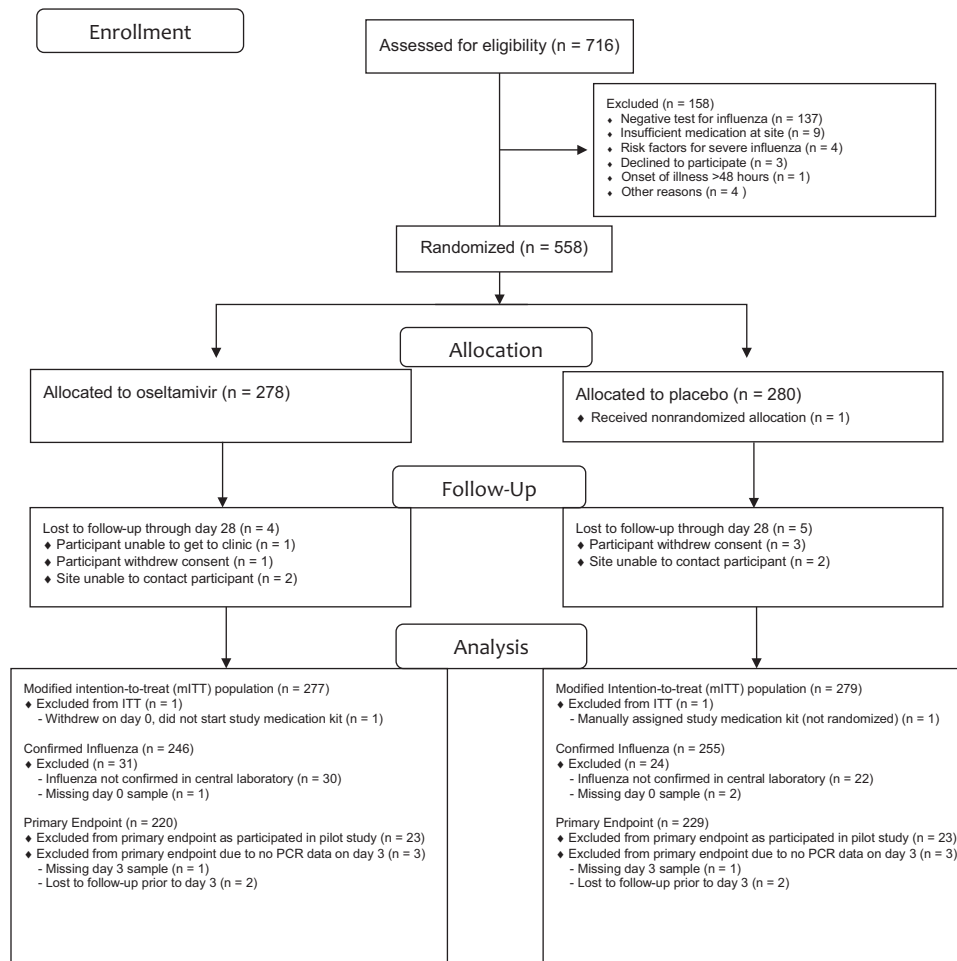 Enrollment
Assessed for eligibility (n = 716)
Excluded (n = 158)
♦ Negative test for influenza (n = 137)
♦ Insufficient medication at site (n = 9)
♦ Risk factors for severe influenza (n = 4)
♦ Declined to participate (n = 3)
♦ Onset of illness >48 hours (n = 1)
♦ Other reasons (n = 4 )
Randomized (n = 558)
Allocation
Allocated to oseltamivir (n = 278)
Allocated to placebo (n = 280)
♦ Received nonrandomized allocation (n = 1)
Follow-Up
Lost to follow-up through day 28 (n = 4)
♦ Participant unable to get to clinic (n = 1)
♦ Participant withdrew consent (n = 1)
♦ Site unable to contact participant (n = 2)
Lost to follow-up through day 28 (n = 5)
♦ Participant withdrew consent (n = 3)
♦ Site unable to contact participant (n = 2)
Analysis
Modified intention-to-treat (mITT) population (n = 277)
♦ Excluded from ITT (n = 1)
- Withdrew on day 0, did not start study medication kit (n = 1)
Confirmed Influenza (n = 246)
♦ Excluded (n = 31)
- Influenza not confirmed in central laboratory (n = 30)
- Missing day 0 sample (n = 1)
Primary Endpoint (n = 220)
♦ Excluded from primary endpoint as participated in pilot study (n = 23)
♦ Excluded from primary endpoint due to no PCR data on day 3 (n = 3)
- Missing day 3 sample (n = 1)
- Lost to follow-up prior to day 3 (n = 2)
Modified Intention-to-treat (mITT) population (n = 279)
♦ Excluded from ITT (n = 1)
- Manually assigned study medication kit (not randomized) (n = 1)
Confirmed Influenza (n = 255)
♦ Excluded (n = 24)
- Influenza not confirmed in central laboratory (n = 22)
- Missing day 0 sample (n = 2)
Primary Endpoint (n = 229)
♦ Excluded from primary endpoint as participated in pilot study (n = 23)
♦ Excluded from primary endpoint due to no PCR data on day 3 (n = 3)
- Missing day 3 sample (n = 1)
- Lost to follow-up prior to day 3 (n = 2)